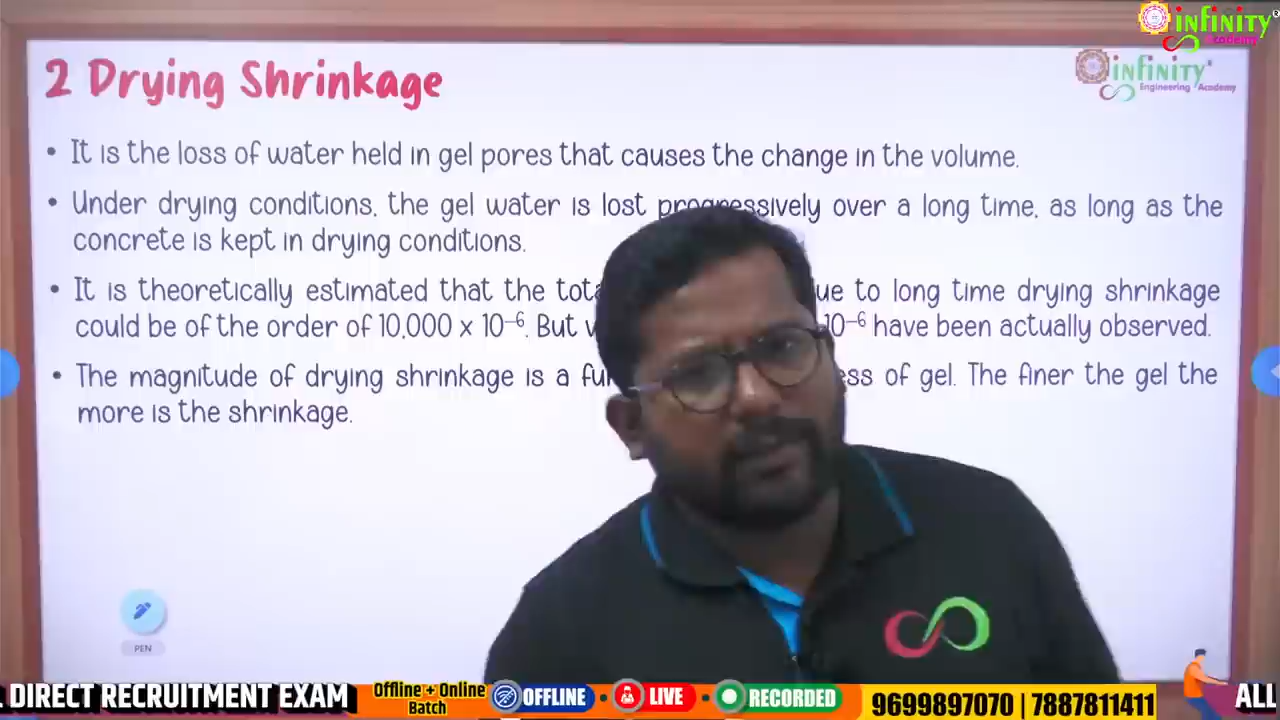 infinity
Academy
infinity
Engineering Academy
2 Drying Shrinkage
• It is the loss of water held in gel pores that causes the change in the volume.
• Under drying conditions, the gel water is lost progressively over a long time, as long as the
concrete is kept in drying conditions.
• It is theoretically estimated that the to to long time drying shrinkage
could be of the order of 10,000 x 10⁻⁶. But 10⁻⁶ have been actually observed.
• The magnitude of drying shrinkage is a of gel. The finer the gel the
more is the shrinkage.
PEN
DIRECT RECRUITMENT EXAM
Offline + Online
Batch
OFFLINE
LIVE
RECORDED
9699897070 | 7887811411
ALL